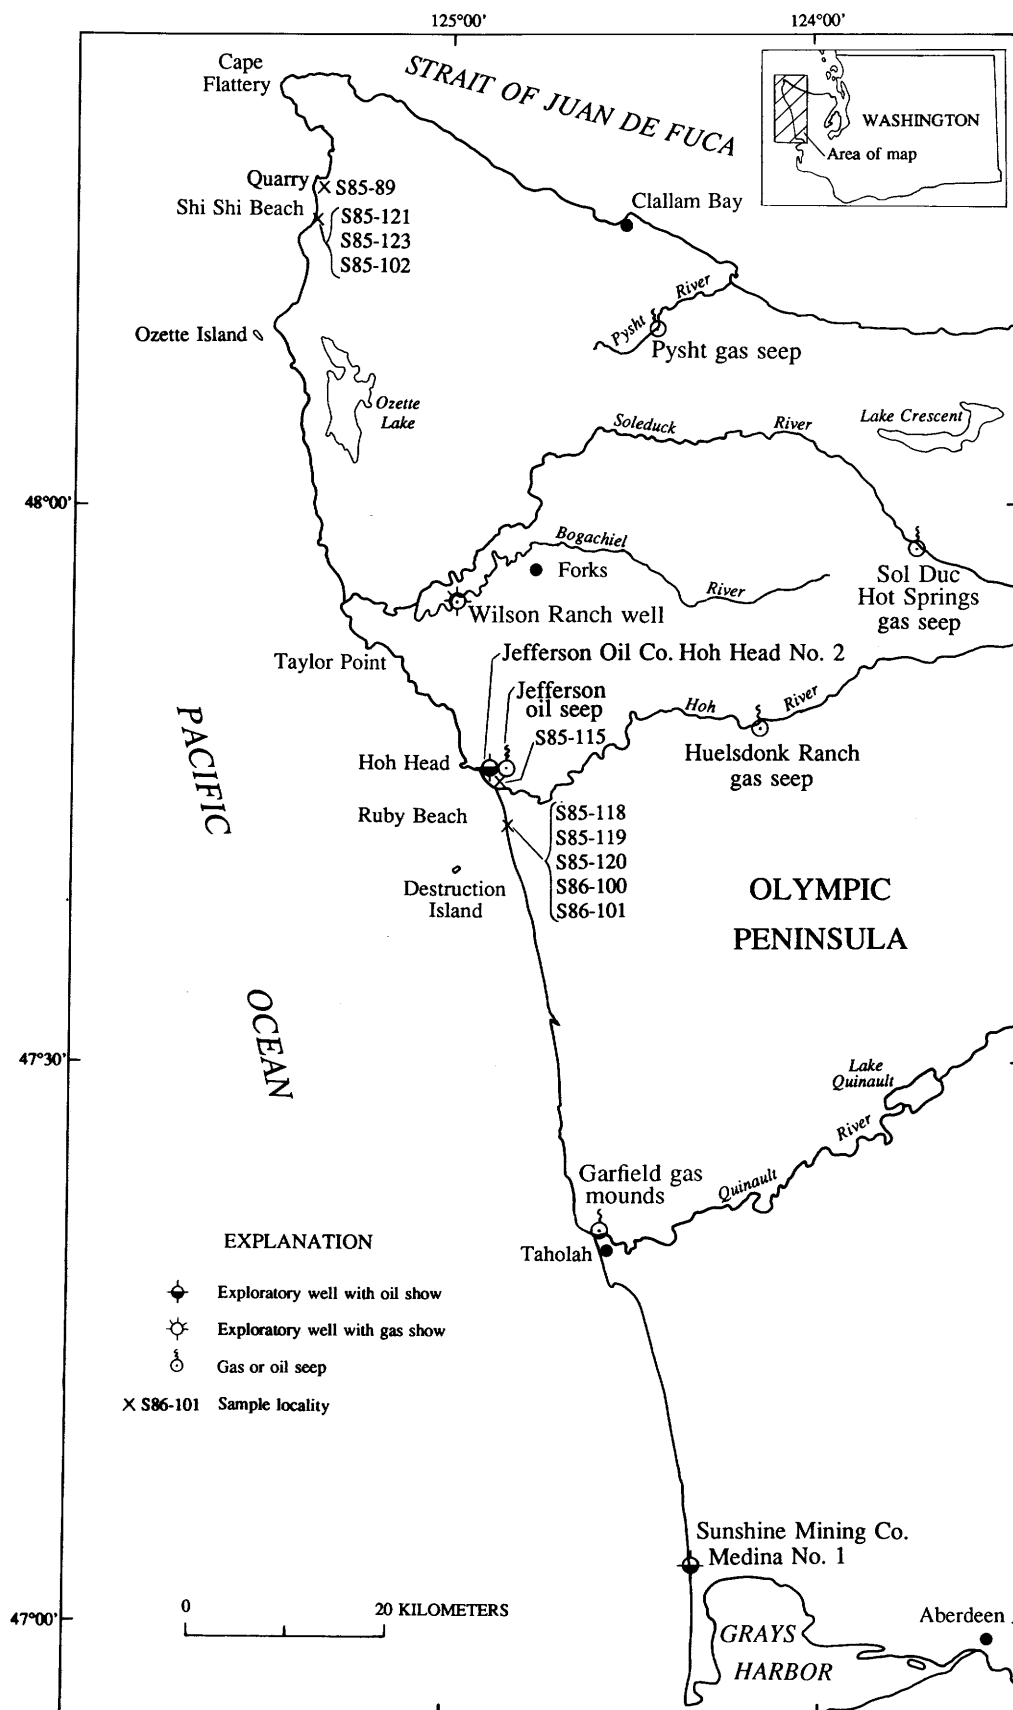 125°00'
124°00'
Cape
Flattery
STRAIT OF JUAN DE FUCA
WASHINGTON
Area of map
Quarry
S85-89
Shi Shi Beach
S85-121
S85-123
S85-102
Clallam Bay
Pysht River
Pysht gas seep
Ozette Island
Ozette
Lake
Lake Crescent
Soleduck River
48°00'
Bogachiel River
Forks
Sol Duc
Hot Springs
gas seep
Wilson Ranch well
Taylor Point
Jefferson Oil Co. Hoh Head No. 2
Jefferson
oil seep
S85-115
Hoh River
Huelsdonk Ranch
gas seep
Hoh Head
Ruby Beach
S85-118
S85-119
S85-120
S86-100
S86-101
Destruction
Island
PACIFIC
OCEAN
OLYMPIC
PENINSULA
47°30'
Lake
Quinault
Quinault River
Garfield gas
mounds
Taholah
EXPLANATION
Exploratory well with oil show
Exploratory well with gas show
Gas or oil seep
S86-101 Sample locality
Sunshine Mining Co.
Medina No. 1
47°00'
0 20 KILOMETERS
GRAYS
HARBOR
Aberdeen